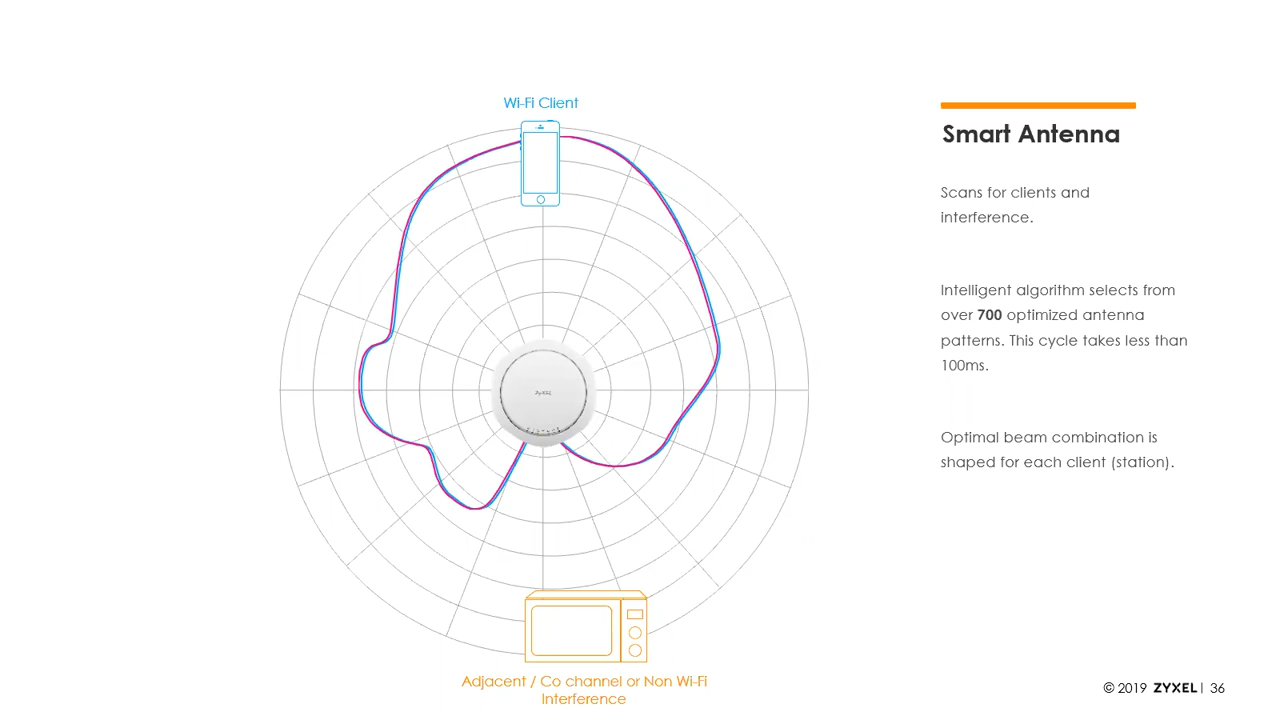 Wi-Fi Client
Smart Antenna
Scans for clients and
interference.
Intelligent algorithm selects from
over 700 optimized antenna
patterns. This cycle takes less than
100ms.
Optimal beam combination is
shaped for each client (station).
ZyXEL
Adjacent / Co channel or Non Wi-Fi
Interference
© 2019 ZYXEL | 36